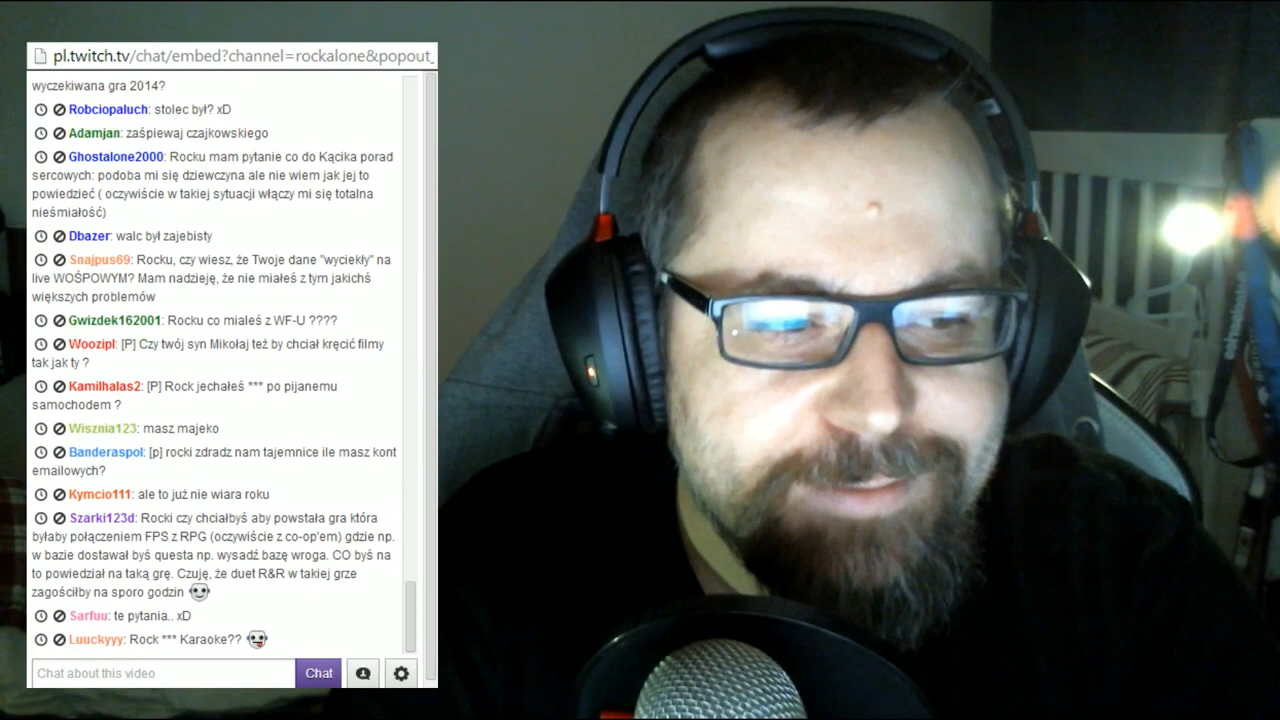 pl.twitch.tv/chat/embed?channel=rockalone&popout_
wyczekiwana gra 2014?
Robciopaluch: stolec był? xD
Adamjan: zaśpiewaj czajkowskiego
Ghostalone2000: Rocku mam pytanie co do Kącika porad
sercowych: podoba mi się dziewczyna ale nie wiem jak jej to
powiedzieć ( oczywiście w takiej sytuacji włączy mi się totalna
nieśmiałość)
Dbazer: walc był zajebisty
Snajpus69: Rocku, czy wiesz, że Twoje dane "wyciekły" na
live WOŚPOWYM? Mam nadzieję, że nie miałeś z tym jakichś
większych problemów
Gwizdek162001: Rocku co miałeś z WF-U ????
Woozipl: [P] Czy twój syn Mikołaj też by chciał kręcić filmy
tak jak ty ?
Kamilhalas2: [P] Rock jechałeś *** po pijanemu
samochodem ?
Wisznia123: masz majeko
Banderaspol: [p] rocki zdradz nam tajemnice ile masz kont
emailowych?
Kymcio111: ale to już nie wiara roku
Szarki123d: Rocki czy chciałbyś aby powstała gra która
byłaby połączeniem FPS z RPG (oczywiście z co-op'em) gdzie np.
w bazie dostawał byś questa np. wysadź bazę wroga. CO byś na
to powiedział na taką grę. Czuję, że duet R&R w takiej grze
zagościłby na sporo godzin
Sarfuu: te pytania.. xD
Luuckyyy: Rock *** Karaoke??
Chat about this video
Chat